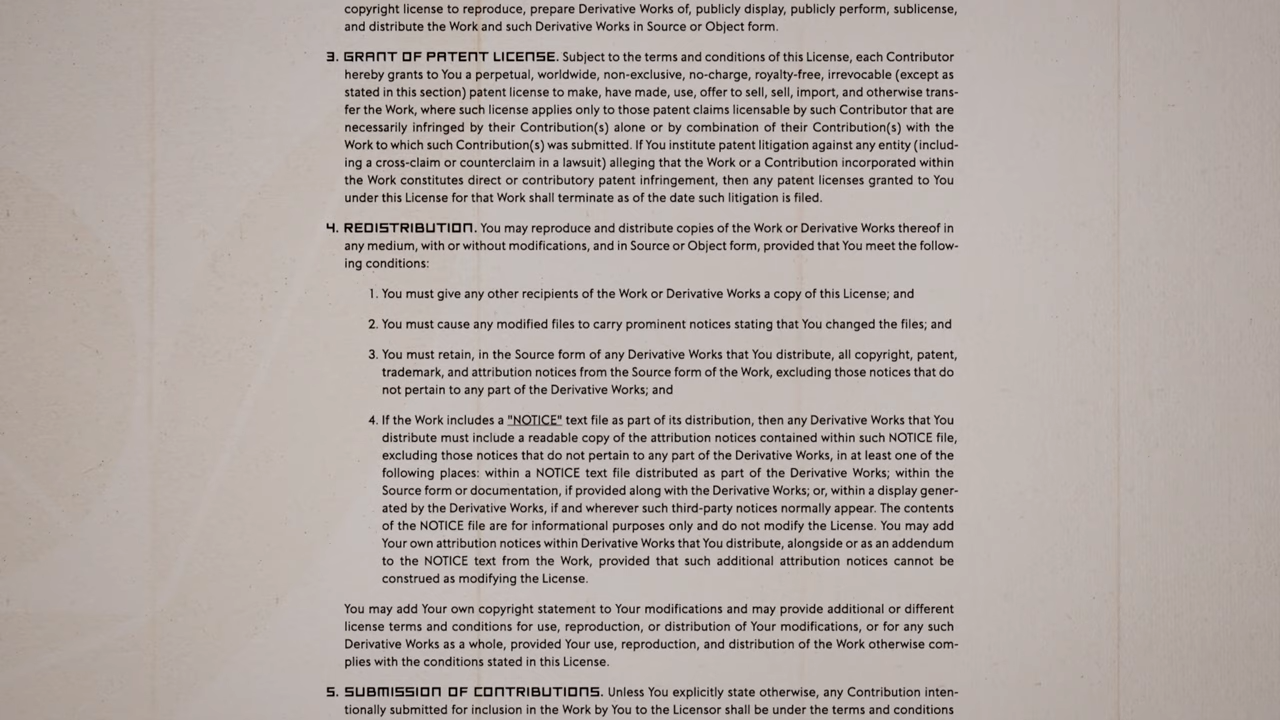 copyright license to reproduce, prepare Derivative Works of, publicly display, publicly perform, sublicense,
and distribute the Work and such Derivative Works in Source or Object form.
3. GRANT OF PATENT LICENSE. Subject to the terms and conditions of this License, each Contributor
hereby grants to You a perpetual, worldwide, non-exclusive, no-charge, royalty-free, irrevocable (except as
stated in this section) patent license to make, have made, use, offer to sell, sell, import, and otherwise trans-
fer the Work, where such license applies only to those patent claims licensable by such Contributor that are
necessarily infringed by their Contribution(s) alone or by combination of their Contribution(s) with the
Work to which such Contribution(s) was submitted. If You institute patent litigation against any entity (includ-
ing a cross-claim or counterclaim in a lawsuit) alleging that the Work or a Contribution incorporated within
the Work constitutes direct or contributory patent infringement, then any patent licenses granted to You
under this License for that Work shall terminate as of the date such litigation is filed.
4. REDISTRIBUTION. You may reproduce and distribute copies of the Work or Derivative Works thereof in
any medium, with or without modifications, and in Source or Object form, provided that You meet the follow-
ing conditions:
1. You must give any other recipients of the Work or Derivative Works a copy of this License; and
2. You must cause any modified files to carry prominent notices stating that You changed the files; and
3. You must retain, in the Source form of any Derivative Works that You distribute, all copyright, patent,
trademark, and attribution notices from the Source form of the Work, excluding those notices that do
not pertain to any part of the Derivative Works; and
4. If the Work includes a "NOTICE" text file as part of its distribution, then any Derivative Works that You
distribute must include a readable copy of the attribution notices contained within such NOTICE file,
excluding those notices that do not pertain to any part of the Derivative Works, in at least one of the
following places: within a NOTICE text file distributed as part of the Derivative Works; within the
Source form or documentation, if provided along with the Derivative Works; or, within a display gener-
ated by the Derivative Works, if and wherever such third-party notices normally appear. The contents
of the NOTICE file are for informational purposes only and do not modify the License. You may add
Your own attribution notices within Derivative Works that You distribute, alongside or as an addendum
to the NOTICE text from the Work, provided that such additional attribution notices cannot be
construed as modifying the License.
You may add Your own copyright statement to Your modifications and may provide additional or different
license terms and conditions for use, reproduction, or distribution of Your modifications, or for any such
Derivative Works as a whole, provided Your use, reproduction, and distribution of the Work otherwise com-
plies with the conditions stated in this License.
5. SUBMISSION OF CONTRIBUTIONS. Unless You explicitly state otherwise, any Contribution inten-
tionally submitted for inclusion in the Work by You to the Licensor shall be under the terms and conditions